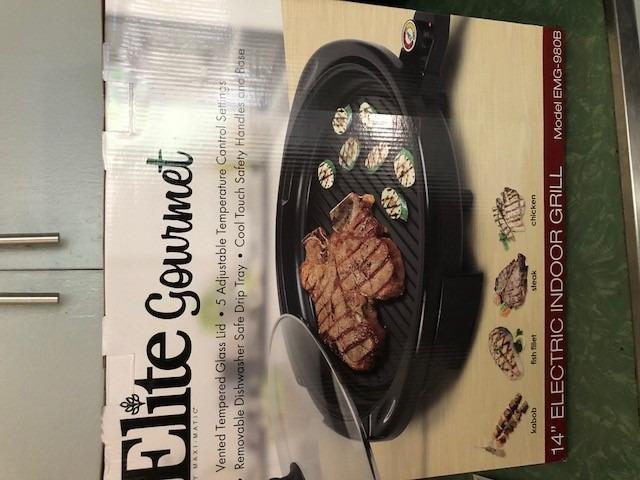 Elite Gourmet
MAXI-MATIC
Vented Tempered Glass Lid • 5 Adjustable Temperature Control Settings
• Removable Dishwasher Safe Drip Tray • Cool Touch Safety Handles and Base
kabob
fish fillet
steak
chicken
14" ELECTRIC INDOOR GRILL
Model EMG-980B